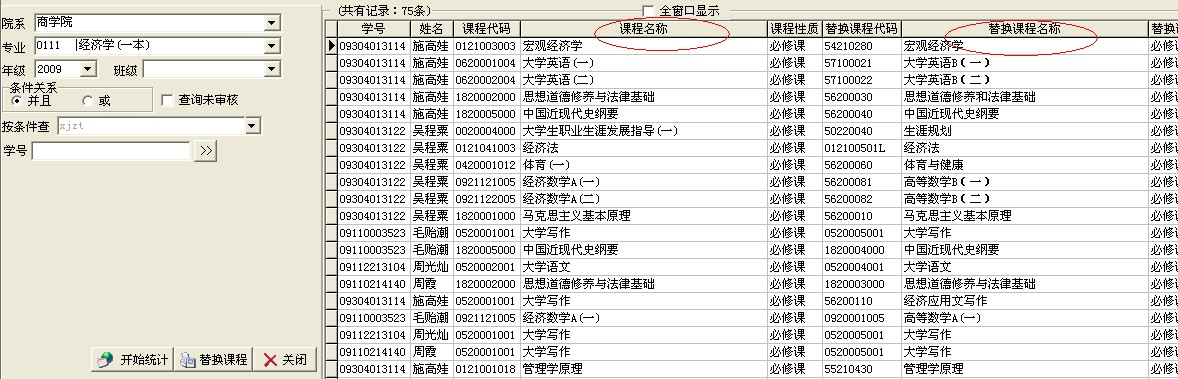 院系 商学院
专业 0111 |经济学(一本)
年级 2009 班级
条件关系
并且 或 查询未审核
按条件查 xjzt
学号 >>
开始统计 替换课程 关闭
(共有记录：75条) 全窗口显示
学号 姓名 课程代码 课程名称 课程性质 替换课程代码 替换课程名称 替换
09304013114 施高娃 0121003003 宏观经济学 必修课 54210280 宏观经济学 必修
09304013114 施高娃 0620001004 大学英语(一) 必修课 57100021 大学英语B(一) 必修
09304013114 施高娃 0620001004 大学英语(二) 必修课 57100022 大学英语B(二) 必修
09304013114 施高娃 1820002000 思想道德修养与法律基础 必修课 56200030 思想道德修养和法律基础 必修
09304013114 施高娃 1820005000 中国近现代史纲要 必修课 56200040 中国近现代史纲要 必修
09304013122 吴程粟 0020004000 大学生职业生涯发展指导(一) 必修课 50220040 生涯规划 必修
09304013122 吴程粟 0121041003 经济法 必修课 012100501L 经济法 必修
09304013122 吴程粟 0420001012 体育(一) 必修课 56200060 体育与健康 必修
09304013122 吴程粟 0921121005 经济数学A(一) 必修课 56200081 高等数学B(一) 必修
09304013122 吴程粟 0921122005 经济数学A(二) 必修课 56200082 高等数学B(二) 必修
09304013122 吴程粟 1820001000 马克思主义基本原理 必修课 56200010 马克思主义基本原理 必修
09110003523 毛贻潮 0520001001 大学写作 必修课 0520005001 大学写作 必修
09110003523 毛贻潮 1820005000 中国近现代史纲要 必修课 1820004000 中国近现代史纲要 必修
09112213104 周光灿 0520002001 大学语文 必修课 0520004001 大学语文 必修
09110214140 周霞 1820002000 思想道德修养与法律基础 必修课 1820003000 思想道德修养与法律基础 必修
09304013114 施高娃 0520001001 大学写作 必修课 56200110 经济应用文写作 必修
09110003523 毛贻潮 0921121005 经济数学A(一) 必修课 0920001005 高等数学A(一) 必修
09112213104 周光灿 0520001001 大学写作 必修课 0520005001 大学写作 必修
09110214140 周霞 0520001001 大学写作 必修课 0520005001 大学写作 必修
09304013114 施高娃 0121001018 管理学原理 必修课 55210430 管理学原理 必修